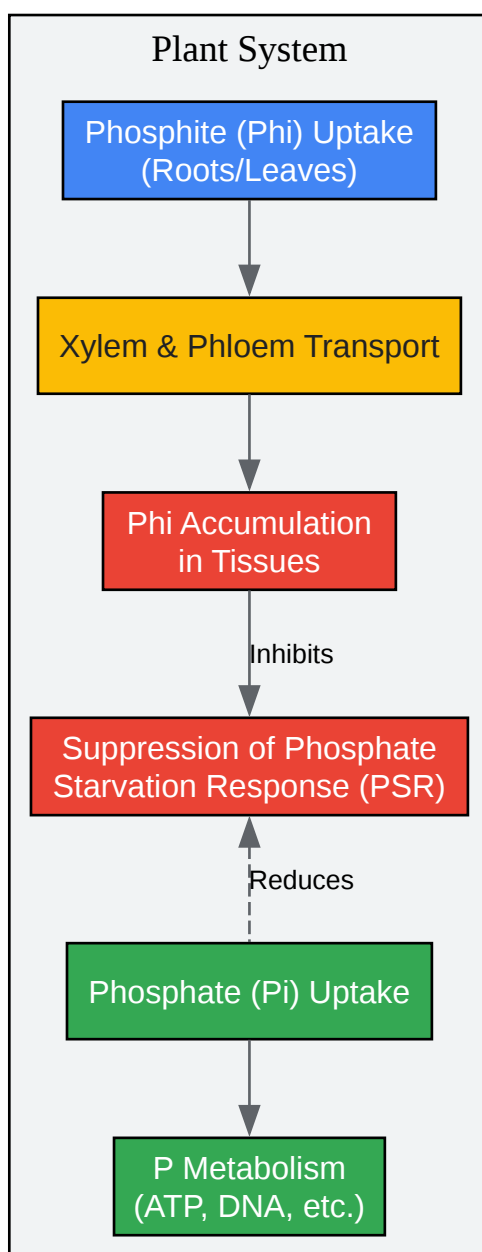 Plant System
Phosphite (Phi) Uptake
(Roots/Leaves)
Xylem & Phloem Transport
Phi Accumulation
in Tissues
Inhibits
Suppression of Phosphate
Starvation Response (PSR)
Reduces
Phosphate (Pi) Uptake
P Metabolism
(ATP, DNA, etc.)